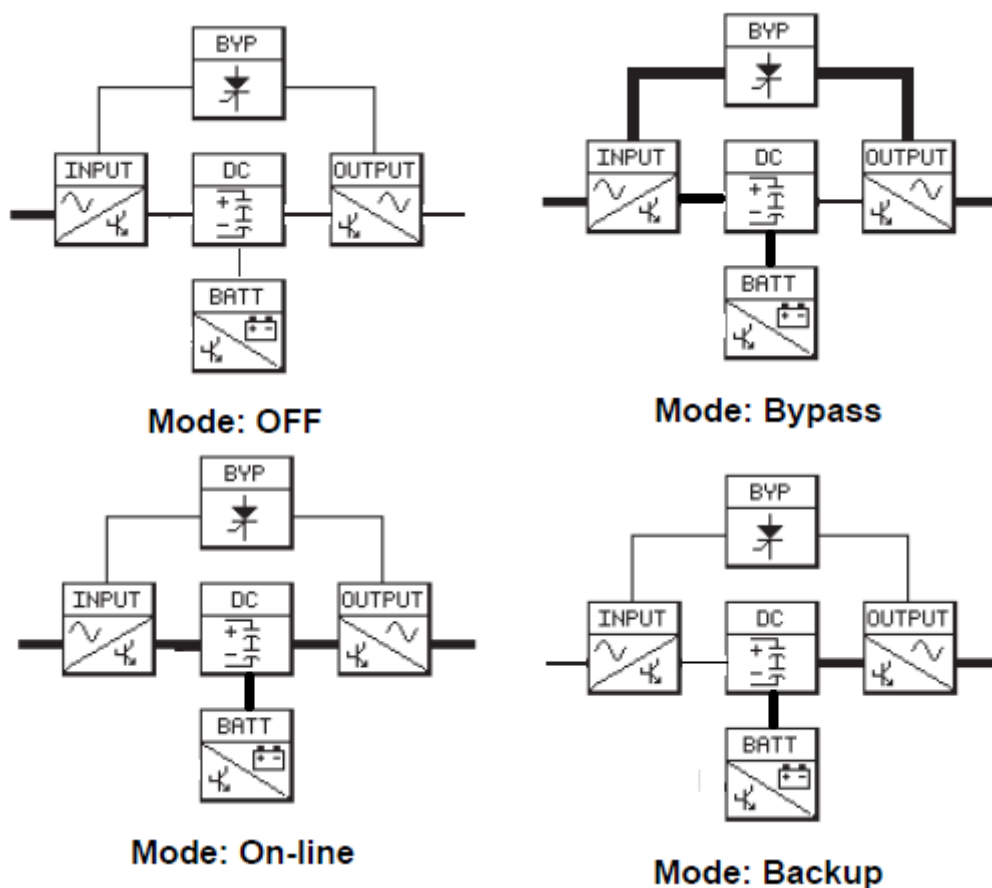 BYP
INPUT DC OUTPUT
+
-
BATT
+ -
Mode: OFF
BYP
INPUT DC OUTPUT
+
-
BATT
+ -
Mode: Bypass
BYP
INPUT DC OUTPUT
+
-
BATT
+ -
Mode: On-line
BYP
INPUT DC OUTPUT
+
-
BATT
+ -
Mode: Backup